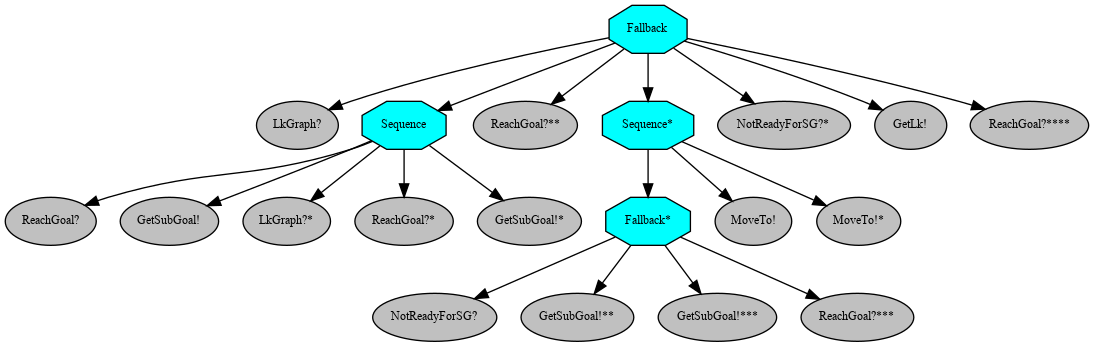 Fallback
LkGraph?
Sequence
ReachGoal?**
Sequence*
NotReadyForSG?*
GetLk!
ReachGoal?****
ReachGoal?
GetSubGoal!
LkGraph?*
ReachGoal?*
GetSubGoal!*
Fallback*
MoveTo!
MoveTo!*
NotReadyForSG?
GetSubGoal!**
GetSubGoal!***
ReachGoal?***